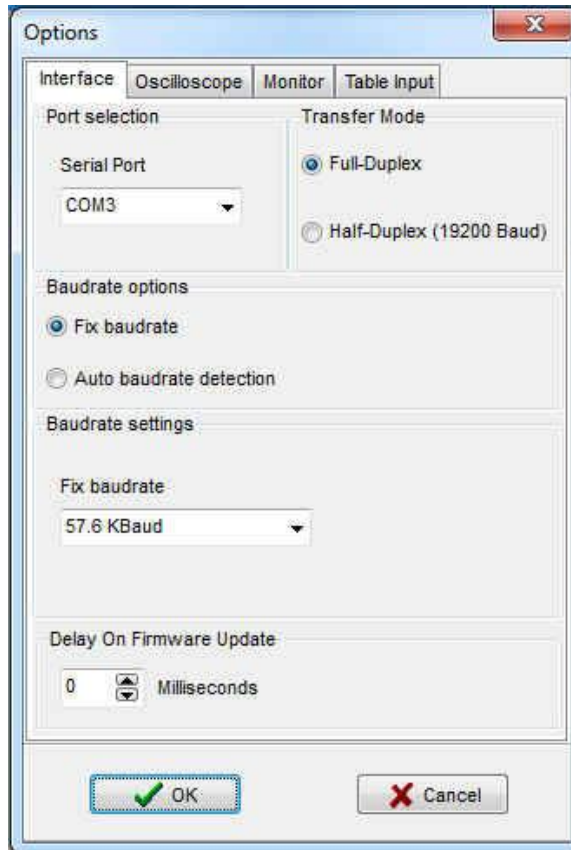 Options
Interface Oscilloscope Monitor Table Input
Port selection
Serial Port
COM3
Transfer Mode
Full-Duplex
Half-Duplex (19200 Baud)
Baudrate options
Fix baudrate
Auto baudrate detection
Baudrate settings
Fix baudrate
57.6 KBaud
Delay On Firmware Update
0 Milliseconds
OK Cancel